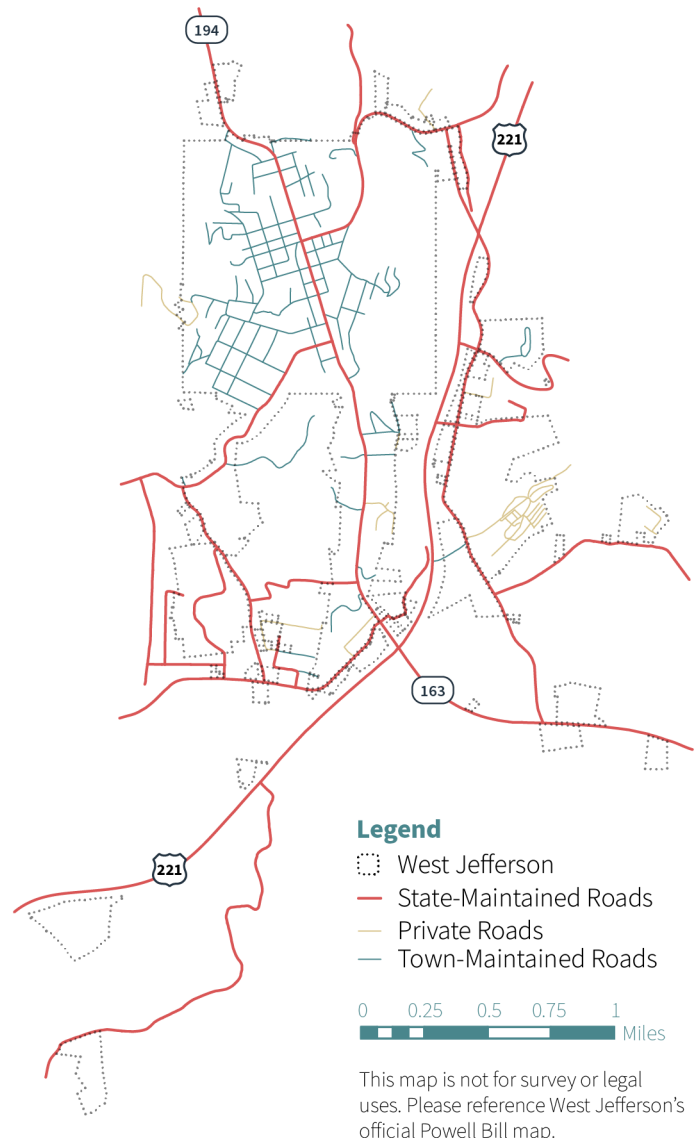 194
221
163
221
Legend
West Jefferson
State-Maintained Roads
Private Roads
Town-Maintained Roads
0 0.25 0.5 0.75 1
Miles
This map is not for survey or legal
uses. Please reference West Jefferson’s
official Powell Bill map.